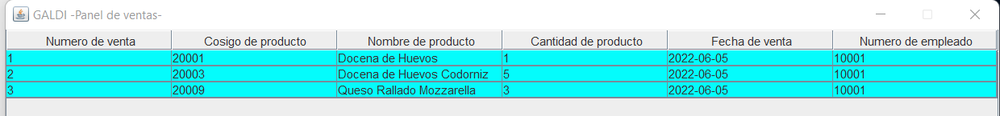 GALDI -Panel de ventas-
Numero de venta Cosigo de producto Nombre de producto Cantidad de producto Fecha de venta Numero de empleado
1 20001 Docena de Huevos 1 2022-06-05 10001
2 20003 Docena de Huevos Codorniz 5 2022-06-05 10001
3 20009 Queso Rallado Mozzarella 3 2022-06-05 10001